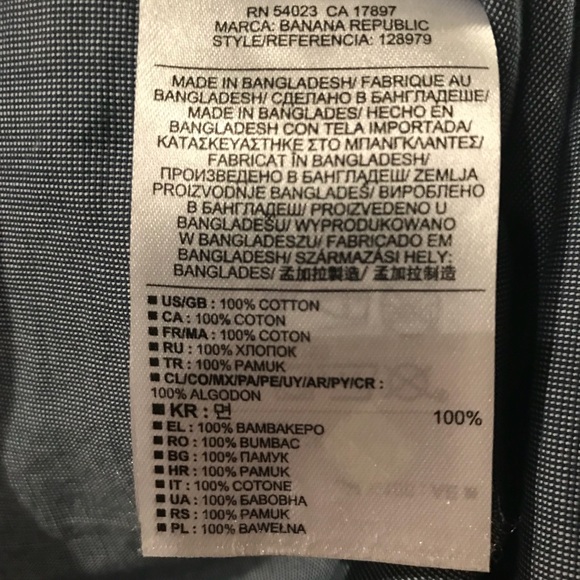 RN 54023 CA 17897
MARCA: BANANA REPUBLIC
STYLE/REFERENCIA: 128979
MADE IN BANGLADESH/ FABRIQUE AU
BANGLADESH/ СДЕЛАНО В БАНГЛАДЕШЕ/
MADE IN BANGLADES/ HECHO EN
BANGLADESH CON TELA IMPORTADA/
ΚΑΤΑΣΚΕΥΑΣΤΗΚΕ ΣΤΟ ΜΠΑΝΓΚΛΑΝΤΕΣ/
FABRICAT ÎN BANGLADESH/
ПРОИЗВЕДЕНО В БАНГЛАДЕШ/ ZEMLJA
PROIZVODNJE BANGLADEŠ/ ВИРОБЛЕНО
В БАНГЛАДЕШ/ PROIZVEDENO U
BANGLADEŠU/ WYPRODUKOWANO
W BANGLADESZU/ FABRICADO EM
BANGLADESH/ SZÁRMAZÁSI HELY:
BANGLADES/ 孟加拉製造/ 孟加拉制造
US/GB : 100% COTTON
CA : 100% COTON
FR/MA : 100% COTON
RU : 100% ХЛОПОК
TR : 100% PAMUK
CL/CO/MX/PA/PE/UY/AR/PY/CR :
100% ALGODON
KR : 면 100%
EL : 100% ΒΑΜΒΑΚΕΡΟ
RO : 100% BUMBAC
BG : 100% ПАМУК
HR : 100% PAMUK
IT : 100% COTONE
UA : 100% БАВОВНА
RS : 100% PAMUK
PL : 100% BAWEŁNA